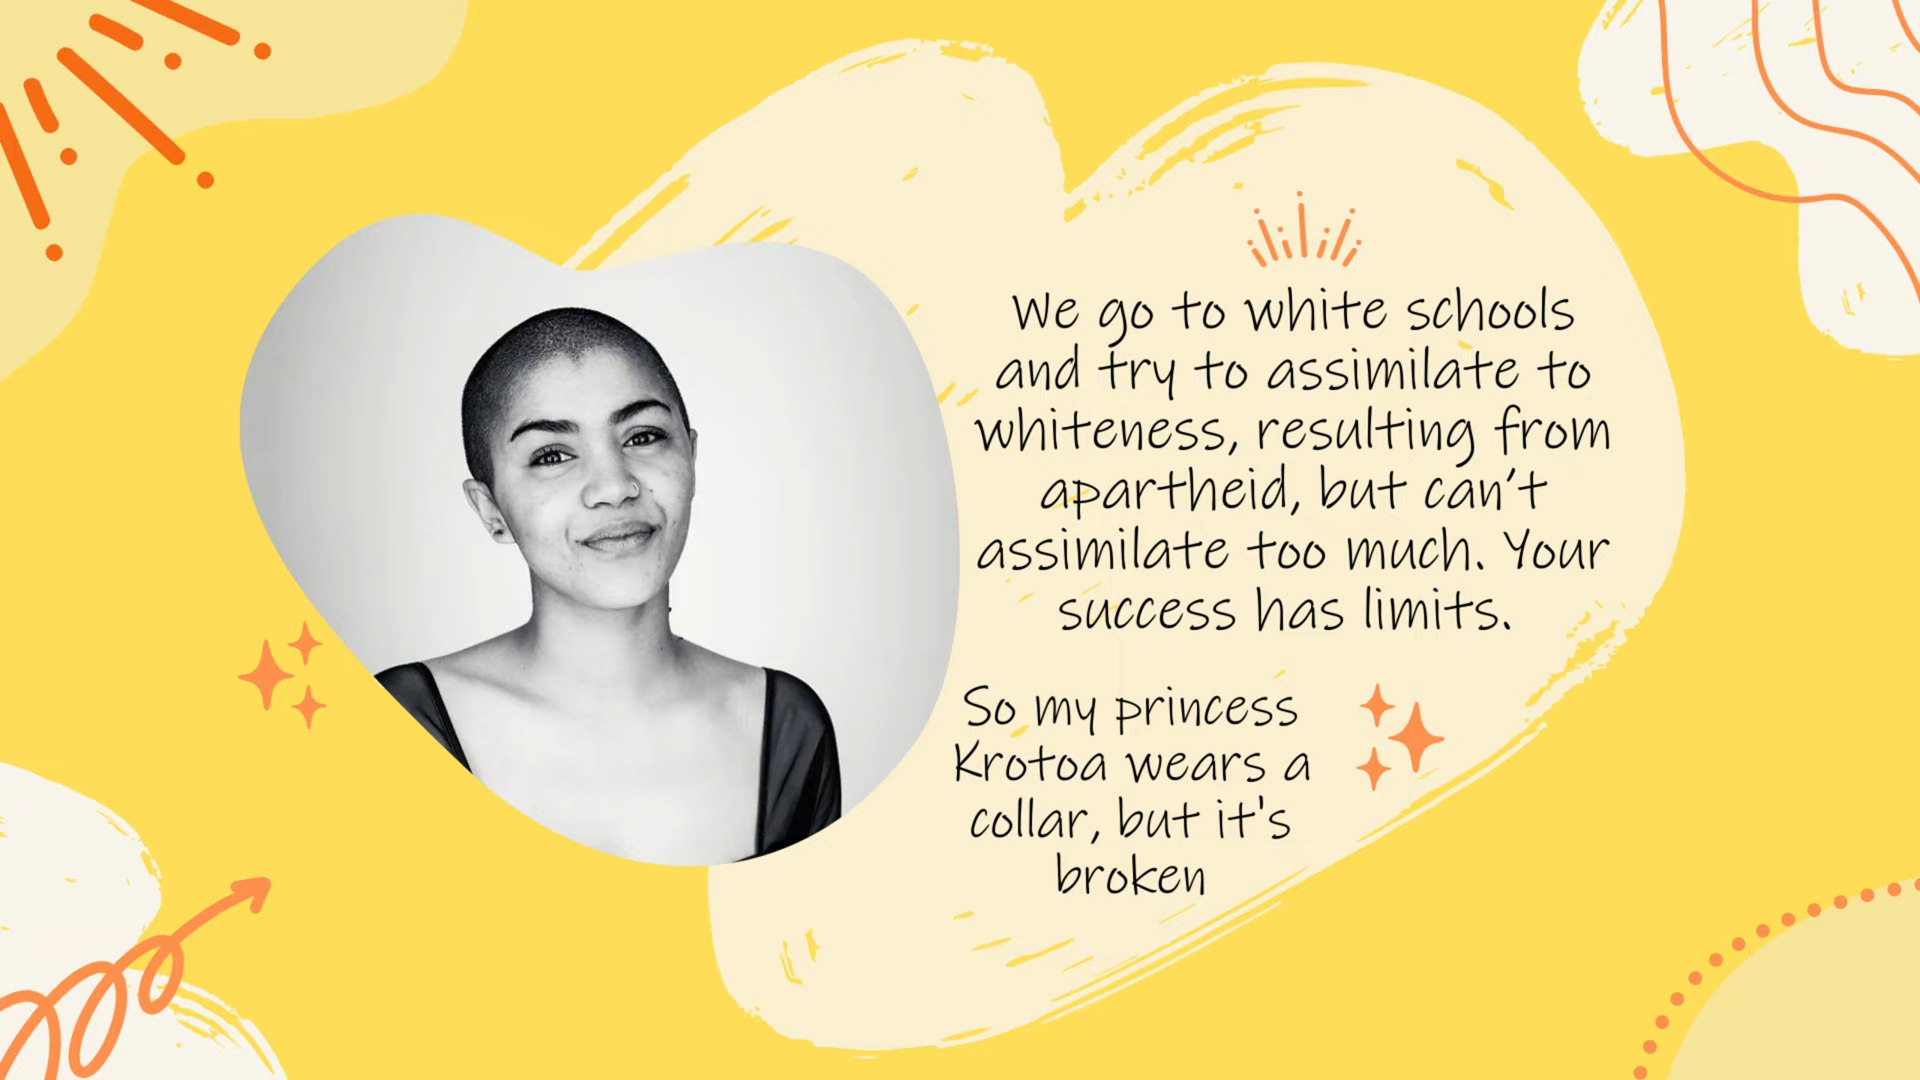 We go to white schools
and try to assimilate to
whiteness, resulting from
apartheid, but can't
assimilate too much. Your
success has limits.
So my princess
Krotoa wears a
collar, but it's
broken